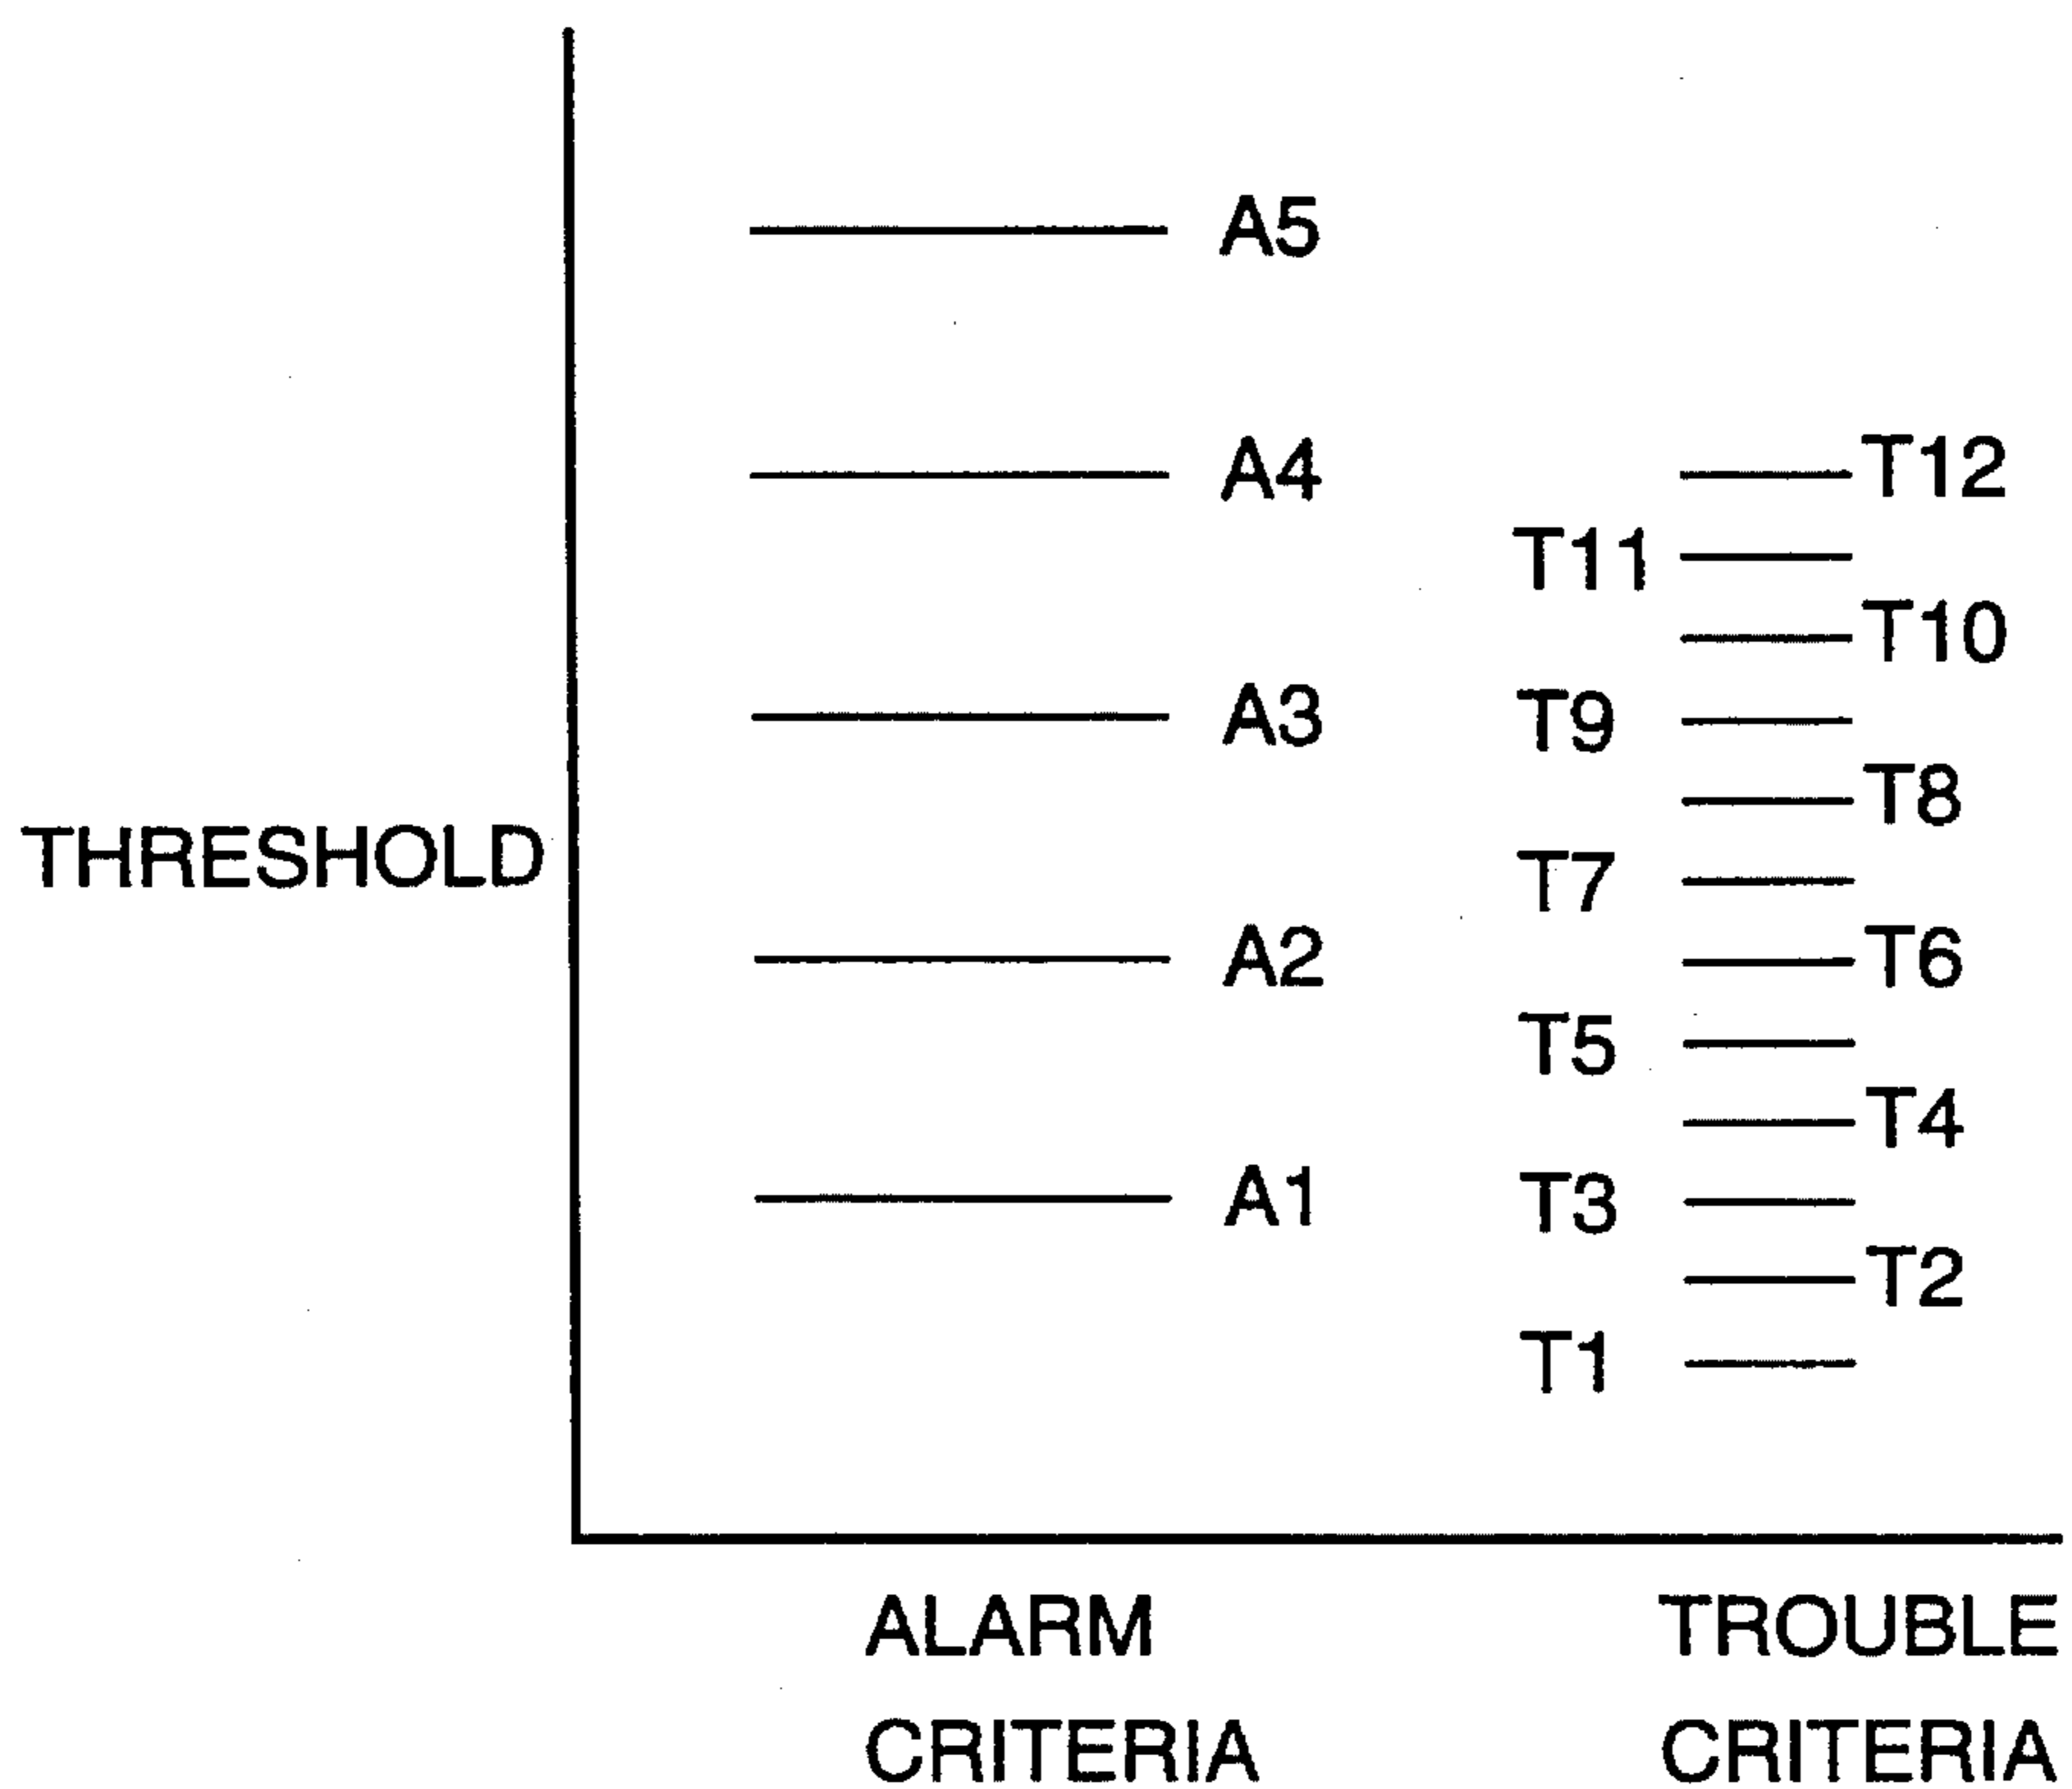 A5
A4
T12
T11
T10
A3
T9
T8
THRESHOLD
T7
A2
T6
T5
T4
A1
T3
T2
T1
ALARM
CRITERIA
TROUBLE
CRITERIA